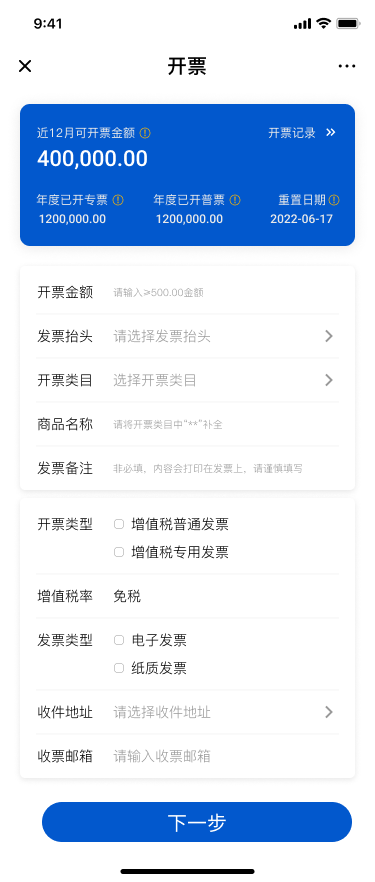 9:41
开票
近12月可开票金额
开票记录
400,000.00
年度已开专票 年度已开普票 重置日期
1200,000.00 1200,000.00 2022-06-17
开票金额 请输入≥500.00金额
发票抬头 请选择发票抬头
开票类目 选择开票类目
商品名称 请将开票类目中“**”补全
发票备注 非必填，内容会打印在发票上，请谨慎填写
开票类型 增值税普通发票
增值税专用发票
增值税率 免税
发票类型 电子发票
纸质发票
收件地址 请选择收件地址
收票邮箱 请输入收票邮箱
下一步